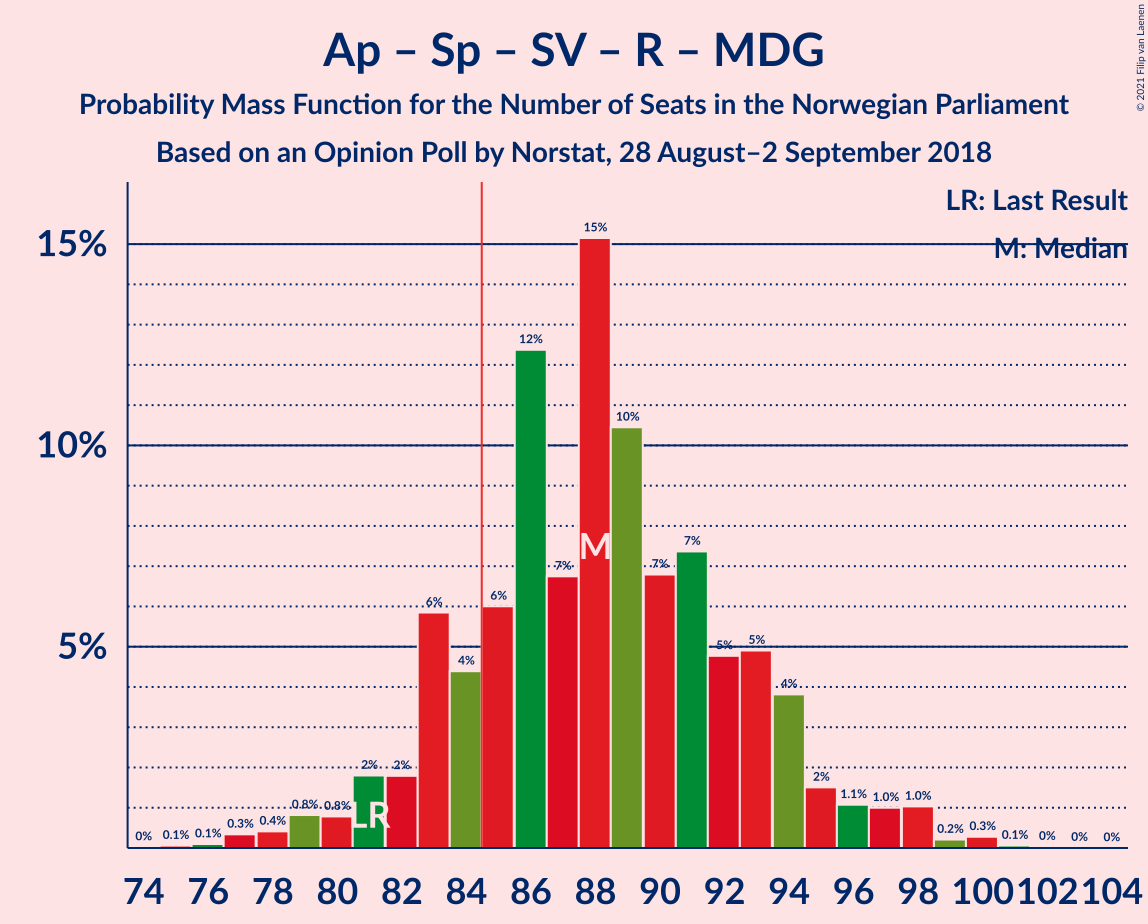 Ap – Sp – SV – R – MDG
Probability Mass Function for the Number of Seats in the Norwegian Parliament
Based on an Opinion Poll by Norstat, 28 August–2 September 2018
© 2021 Filip van Laenen
LR: Last Result
M: Median
15%
10%
5%
0% 0.1% 0.1% 0.3% 0.4% 0.8% 0.8% 2% 2% 6% 4% 6% 12% 7% 15% 10% 7% 7% 5% 5% 4% 2% 1.1% 1.0% 1.0% 0.2% 0.3% 0.1% 0% 0% 0%
M
LR
74 76 78 80 82 84 86 88 90 92 94 96 98 100 102 104